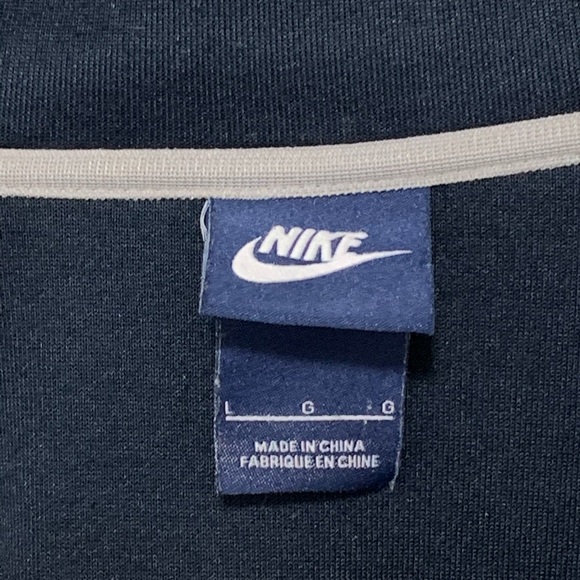 NIKE
L G G
MADE IN CHINA
FABRIQUE EN CHINE